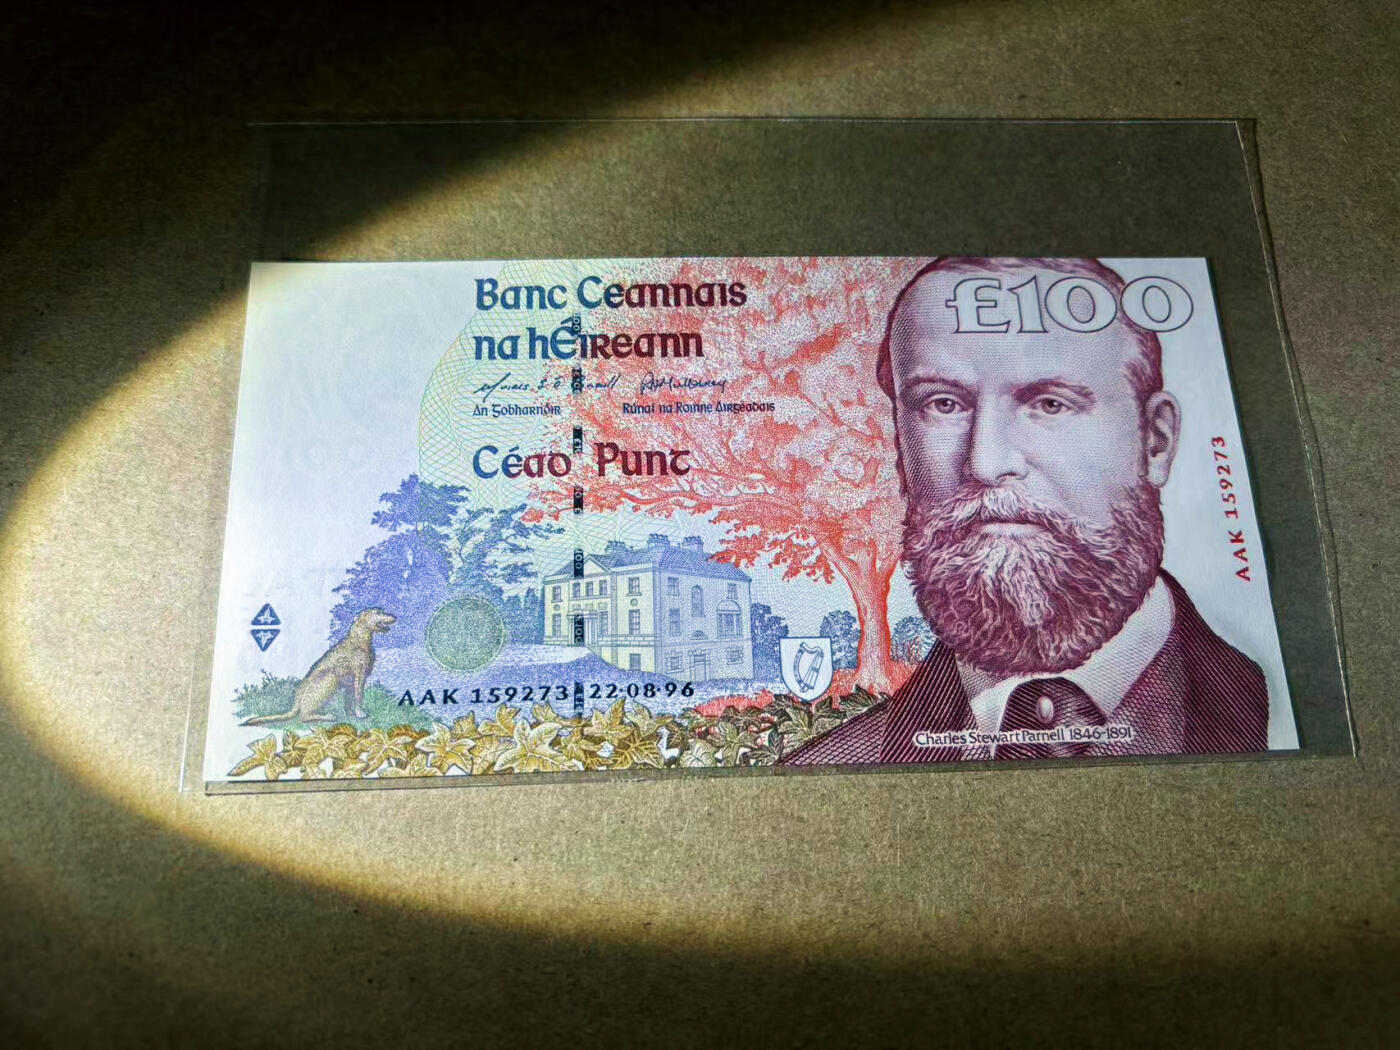 Banc Ceannais
na hÉireann
£100
An Gobharnóir
Rúnaí na Roinne Airgeadais
Céad Punt
AAK 159273
AAK 159273 22·08·96
Charles Stewart Parnell 1846-1891